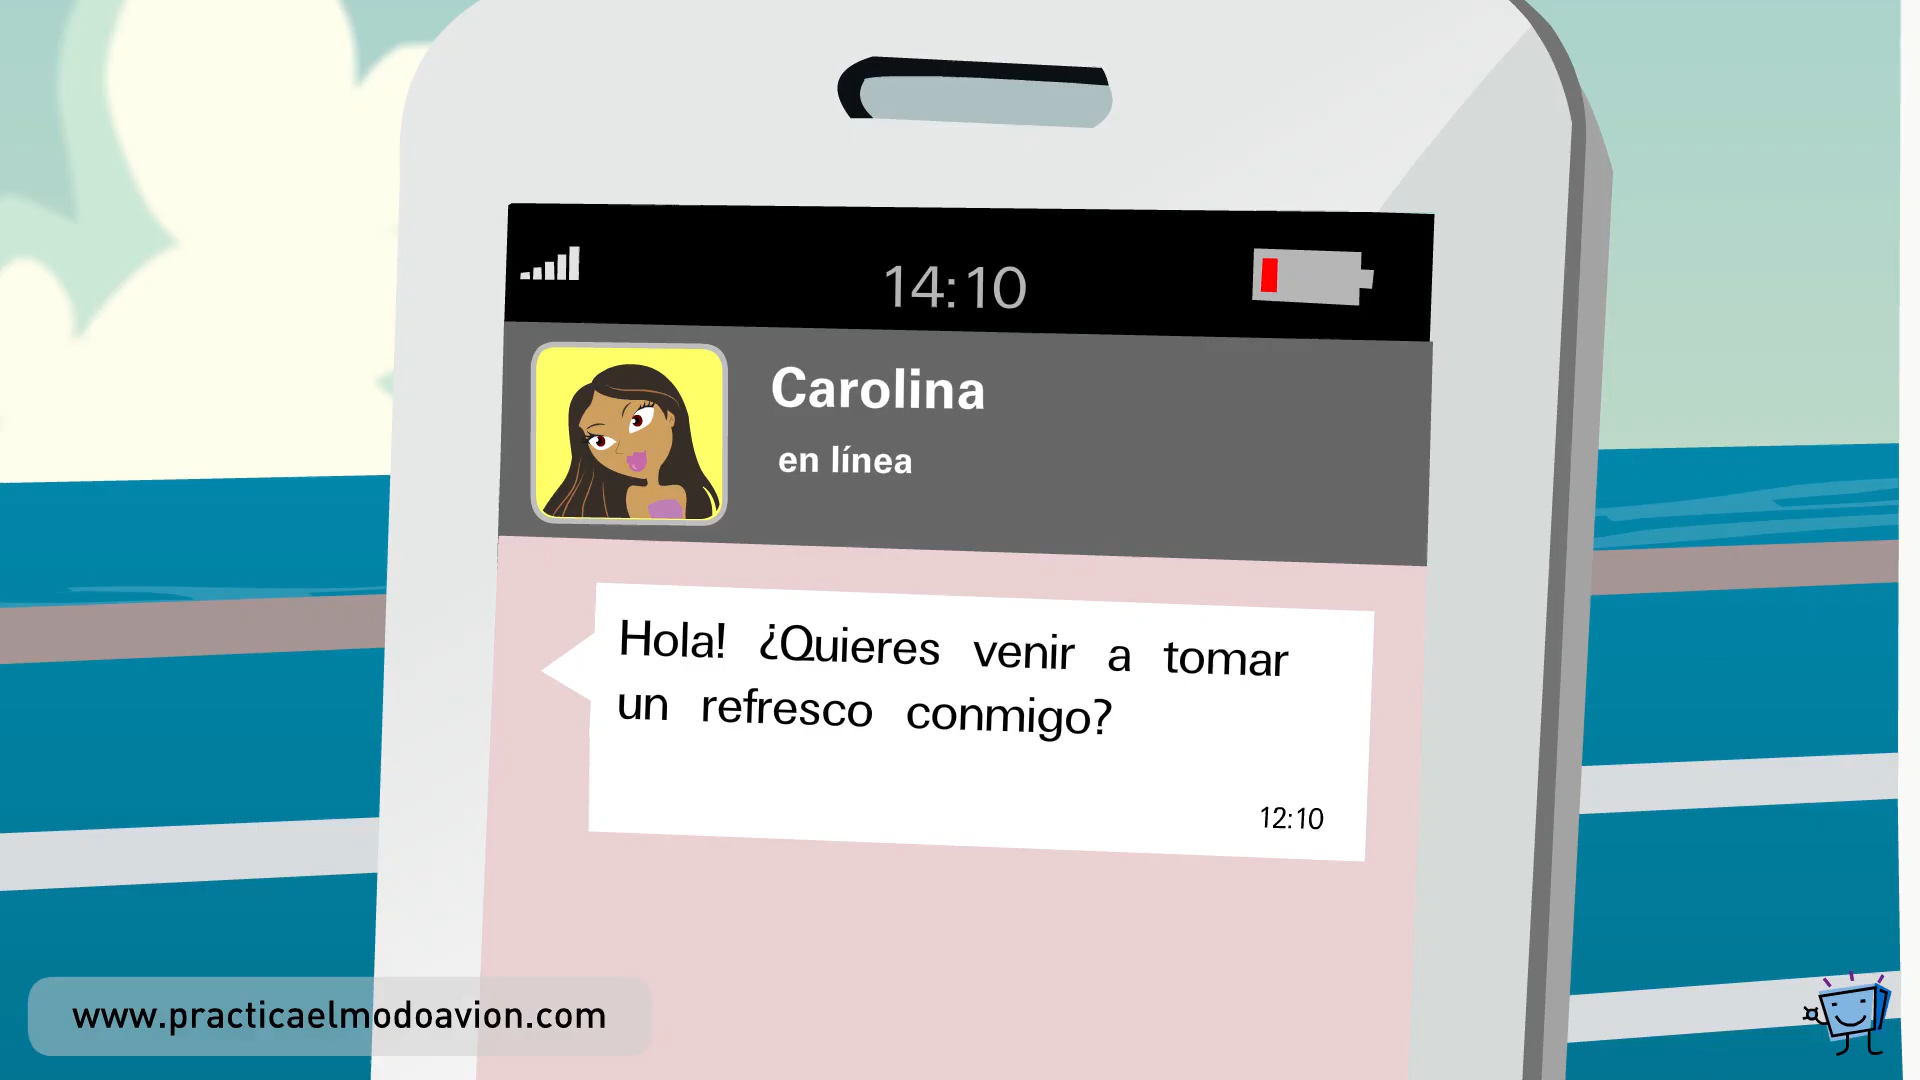 14:10
Carolina
en línea
Hola! ¿Quieres venir a tomar
un refresco conmigo?
12:10
www.practicaelmodoavion.com